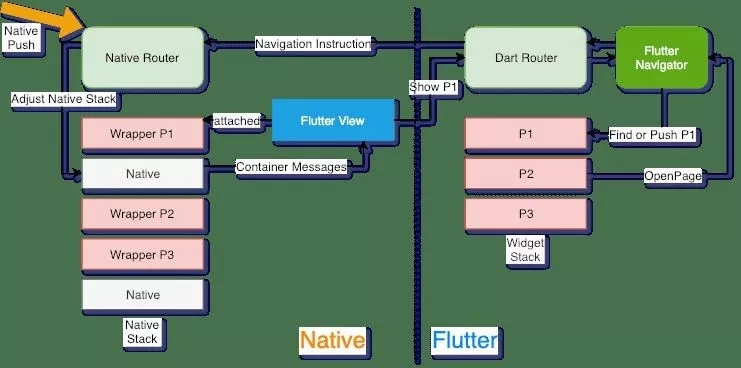 Native
Push
Native Router
Navigation Instruction
Dart Router
Flutter
Navigator
Adjust Native Stack
Show P1
Wrapper P1
attached
Flutter View
P1
Find or Push P1
Native
Container Messages
P2
OpenPage
Wrapper P2
P3
Wrapper P3
Widget
Stack
Native
Native
Stack
Native
Flutter